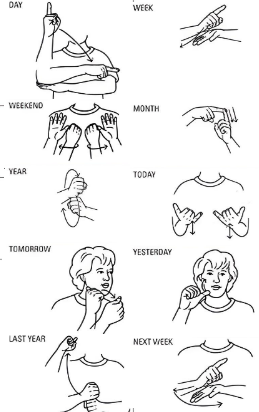 DAY
WEEK
WEEKEND
MONTH
YEAR
TODAY
TOMORROW
YESTERDAY
LAST YEAR
NEXT WEEK